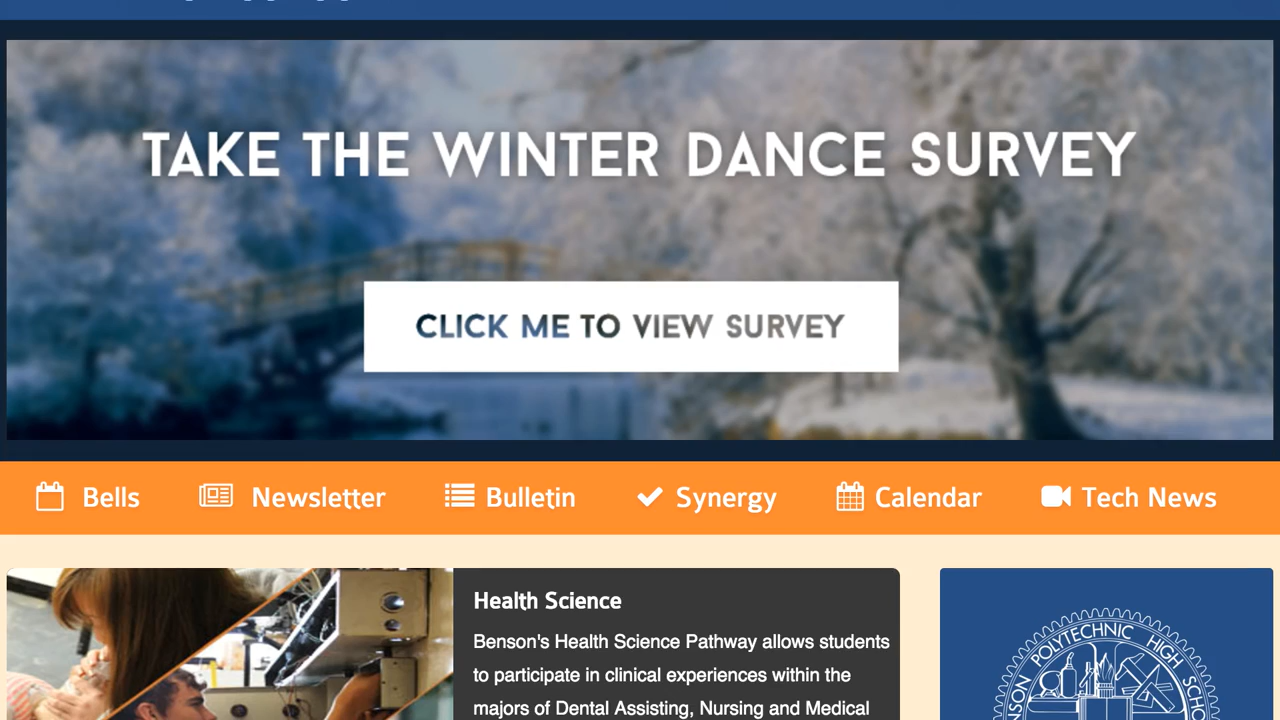 TAKE THE WINTER DANCE SURVEY
CLICK ME TO VIEW SURVEY
Bells Newsletter Bulletin Synergy Calendar Tech News
Health Science
Benson's Health Science Pathway allows students
to participate in clinical experiences within the
majors of Dental Assisting, Nursing and Medical
POLYTECHNIC HIGH